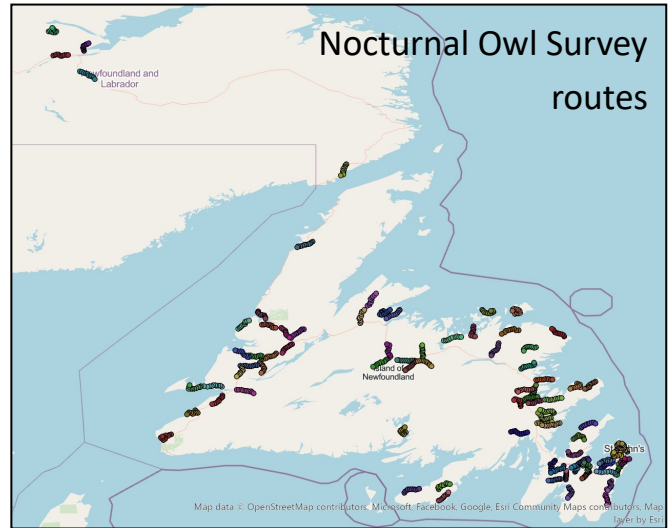 Nocturnal Owl Survey
routes
Newfoundland and
Labrador
Island of
Newfoundland
Map data © OpenStreetMap contributors, Microsoft, Facebook, Google, Esri Community Maps contributors, Map
layer by Esri